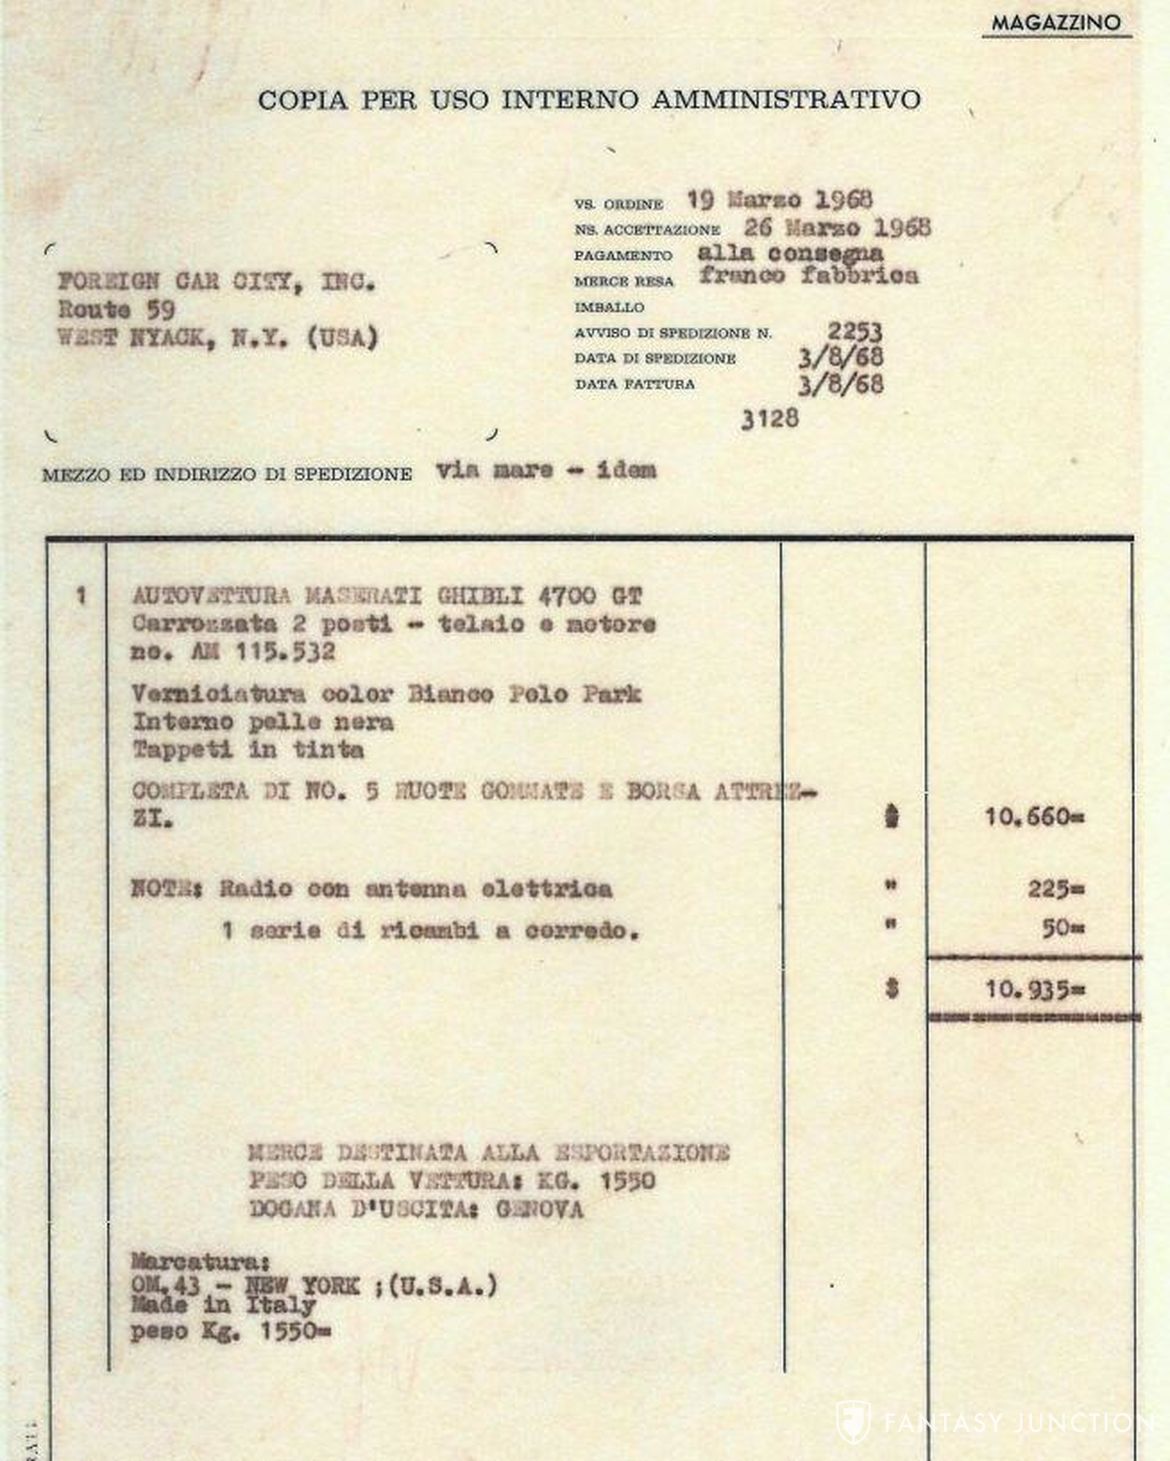 MAGAZZINO
COPIA PER USO INTERNO AMMINISTRATIVO
VS. ORDINE 19 Marzo 1968
NS. ACCETTAZIONE 26 Marzo 1968
PAGAMENTO alla consegna
MERCE RESA franco fabbrica
IMBALLO
AVVISO DI SPEDIZIONE N. 2253
DATA DI SPEDIZIONE 3/8/68
DATA FATTURA 3/8/68
3128
FOREIGN CAR CITY, INC.
Route 59
WEST NYACK, N.Y. (USA)
MEZZO ED INDIRIZZO DI SPEDIZIONE via mare - idem
1 AUTOVETTURA MASERATI GHIBLI 4700 GT
Carrozzata 2 posti - telaio e motore
no. AM 115.532
Verniciatura color Bianco Polo Park
Interno pelle nera
Tappeti in tinta
COMPLETA DI NO. 5 RUOTE GOMMATE E BORSA ATTREZ-
ZI. $ 10.660=
NOTE: Radio con antenna elettrica " 225=
1 serie di ricambi a corredo. " 50=
$ 10.935=
MERCE DESTINATA ALLA ESPORTAZIONE
PESO DELLA VETTURA: KG. 1550
DOGANA D'USCITA: GENOVA
Marcatura:
OM.43 - NEW YORK ;(U.S.A.)
Made in Italy
peso Kg. 1550=
FANTASY JUNCTION